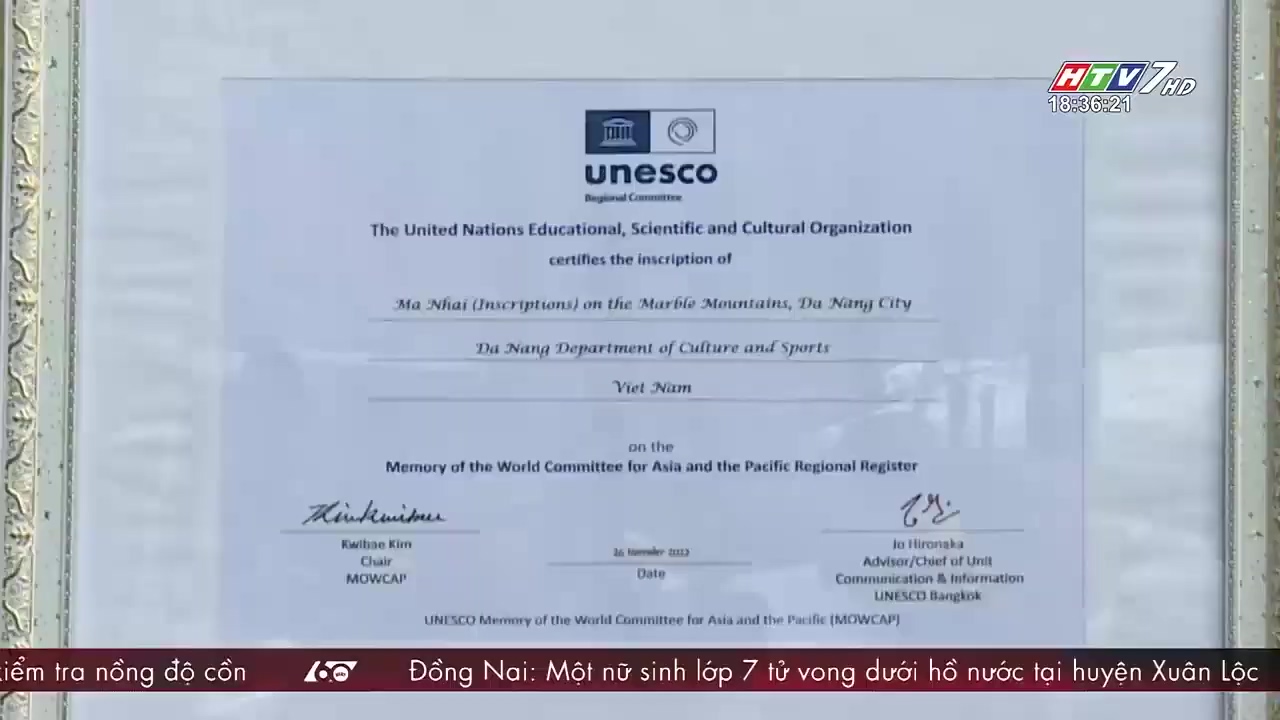 HTV7 HD
18:36:21
unesco
Regional Committee
The United Nations Educational, Scientific and Cultural Organization
certifies the inscription of
Ma Nhai (Inscriptions) on the Marble Mountains, Da Nang City
Da Nang Department of Culture and Sports
Viet Nam
on the
Memory of the World Committee for Asia and the Pacific Regional Register
Kwibae Kim
Chair
MOWCAP
26 November 2022
Date
Jo Hironaka
Advisor/Chief of Unit
Communication & Information
UNESCO Bangkok
UNESCO Memory of the World Committee for Asia and the Pacific (MOWCAP)
kiểm tra nồng độ cồn 60 giây Đồng Nai: Một nữ sinh lớp 7 tử vong dưới hồ nước tại huyện Xuân Lộc